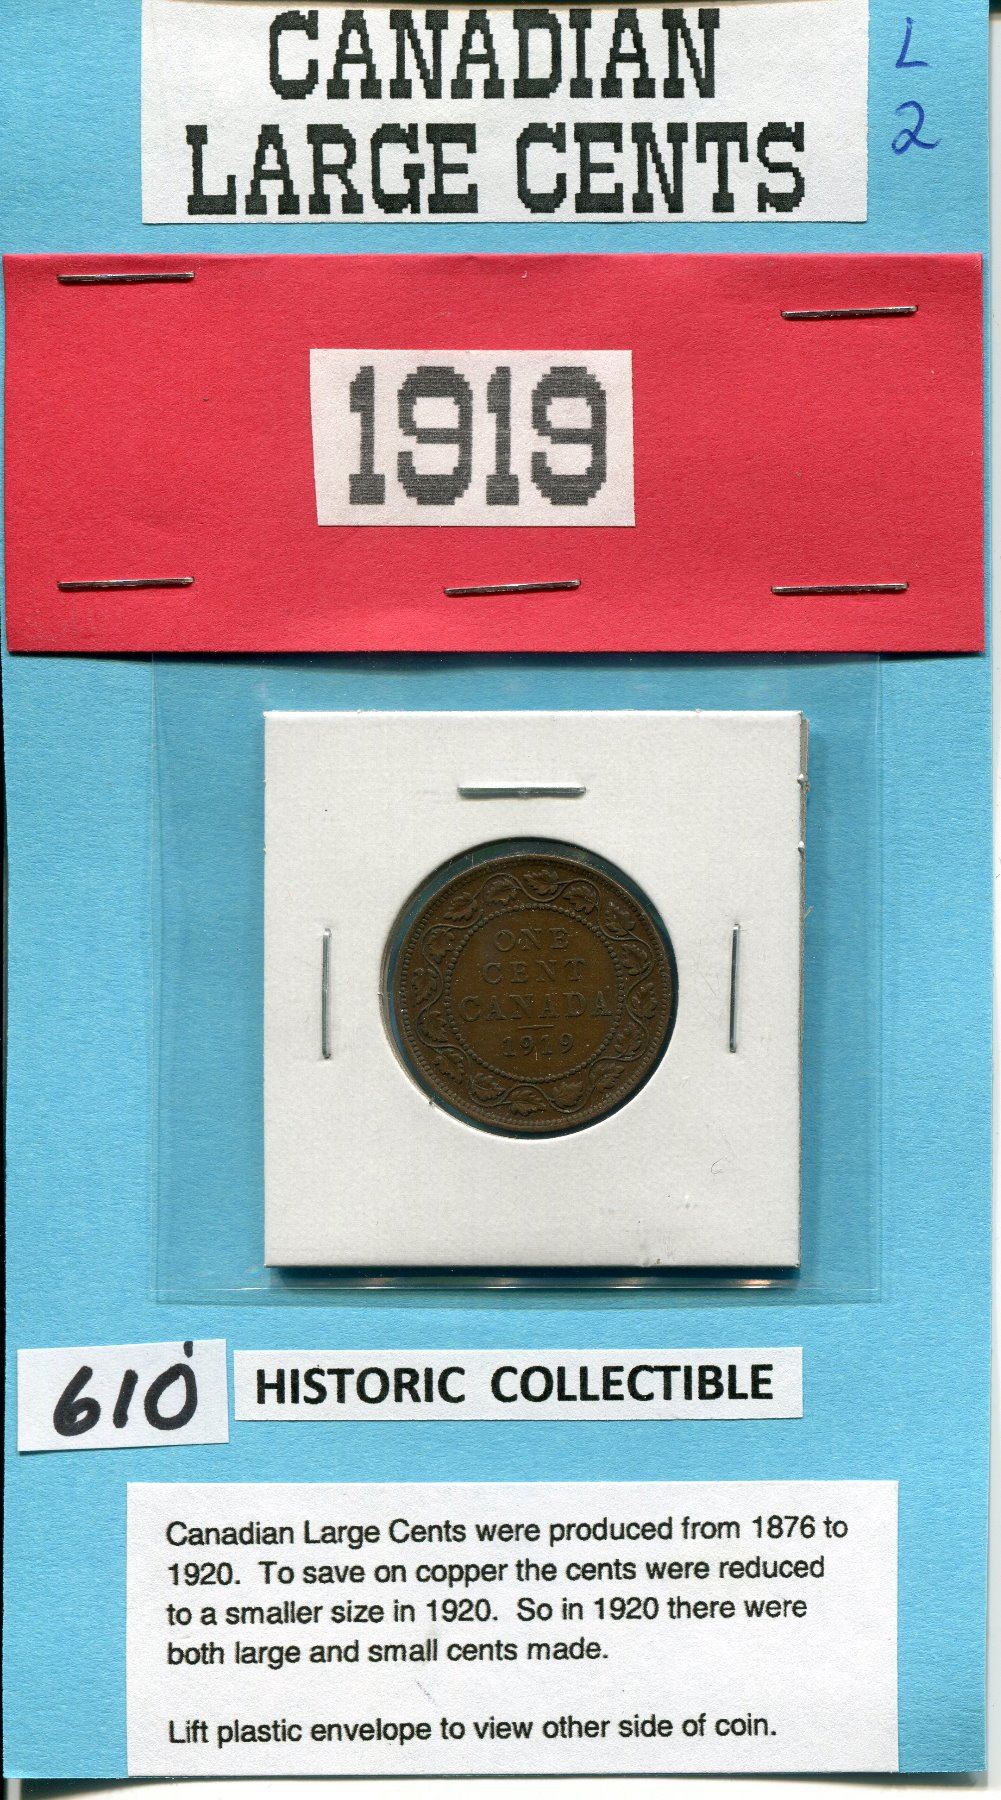 CANADIAN
LARGE CENTS
L
2
1919
ONE
CENT
CANADA
1919
610
HISTORIC COLLECTIBLE
Canadian Large Cents were produced from 1876 to
1920. To save on copper the cents were reduced
to a smaller size in 1920. So in 1920 there were
both large and small cents made.
Lift plastic envelope to view other side of coin.